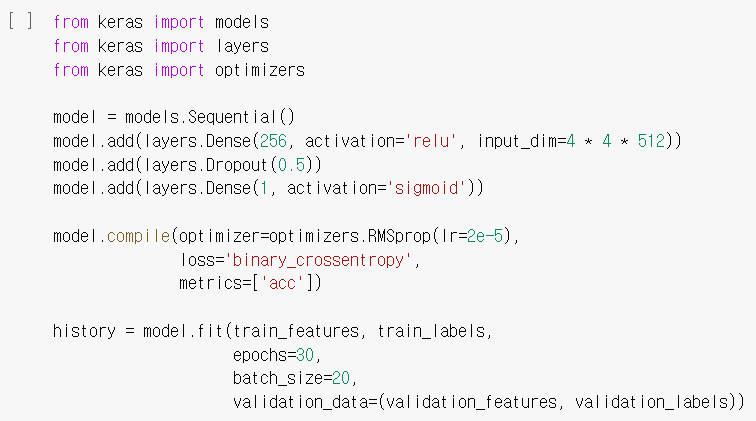 [ ] from keras import models
from keras import layers
from keras import optimizers

model = models.Sequential()
model.add(layers.Dense(256, activation='relu', input_dim=4 * 4 * 512))
model.add(layers.Dropout(0.5))
model.add(layers.Dense(1, activation='sigmoid'))

model.compile(optimizer=optimizers.RMSprop(lr=2e-5),
              loss='binary_crossentropy',
              metrics=['acc'])

history = model.fit(train_features, train_labels,
                    epochs=30,
                    batch_size=20,
                    validation_data=(validation_features, validation_labels))